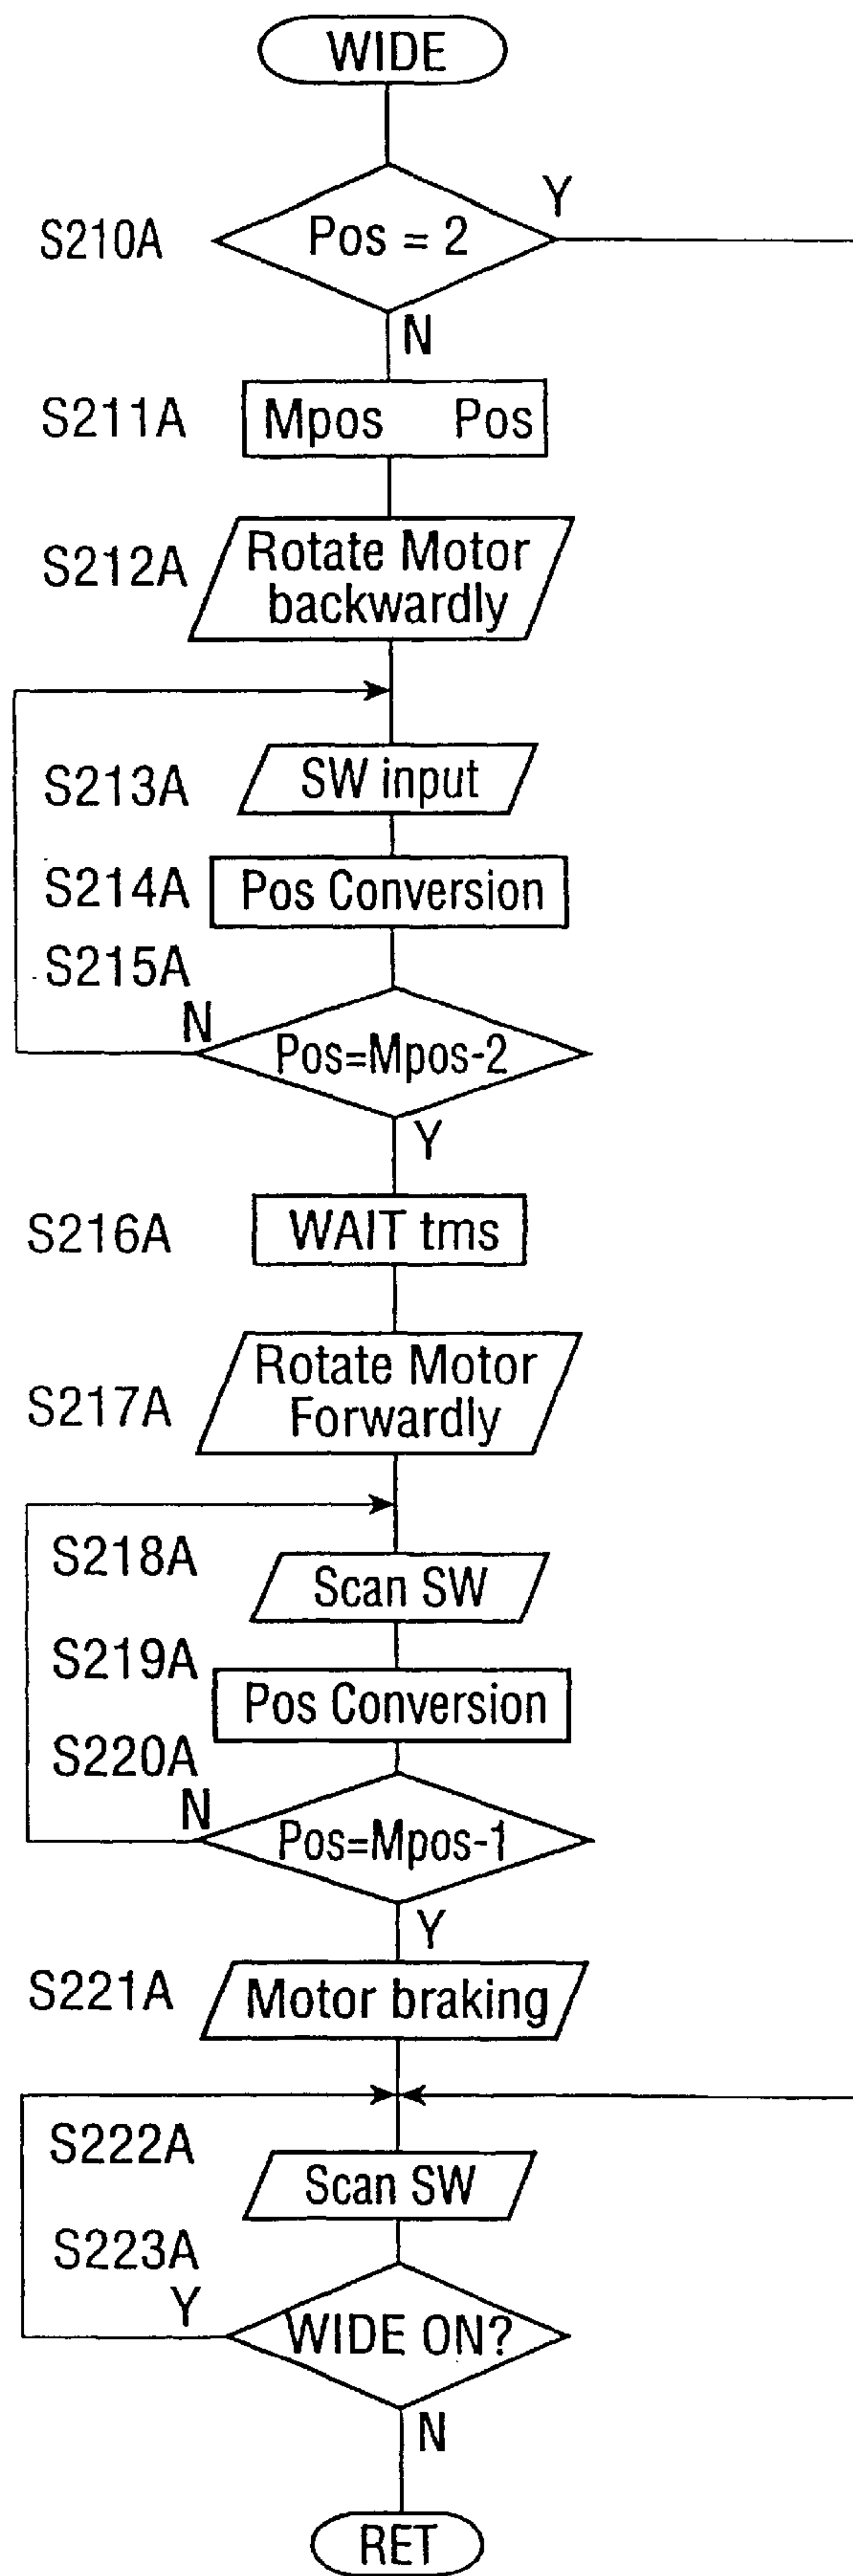 WIDE
Y
S210A Pos = 2
N
S211A Mpos Pos
S212A Rotate Motor
backwardly
S213A SW input
S214A Pos Conversion
S215A
N Pos=Mpos-2
Y
S216A WAIT tms
S217A Rotate Motor
Forwardly
S218A Scan SW
S219A Pos Conversion
S220A
N Pos=Mpos-1
Y
S221A Motor braking
S222A Scan SW
S223A
Y WIDE ON?
N
RET